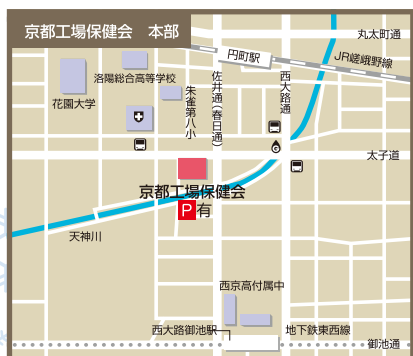 京都工場保健会　本部
丸太町通
円町駅
JR嵯峨野線
洛陽総合高等学校
花園大学
朱雀第八小
佐井通(春日通)
西大路通
太子道
京都工場保健会
P有
天神川
西京高付属中
西大路御池駅
地下鉄東西線
御池通